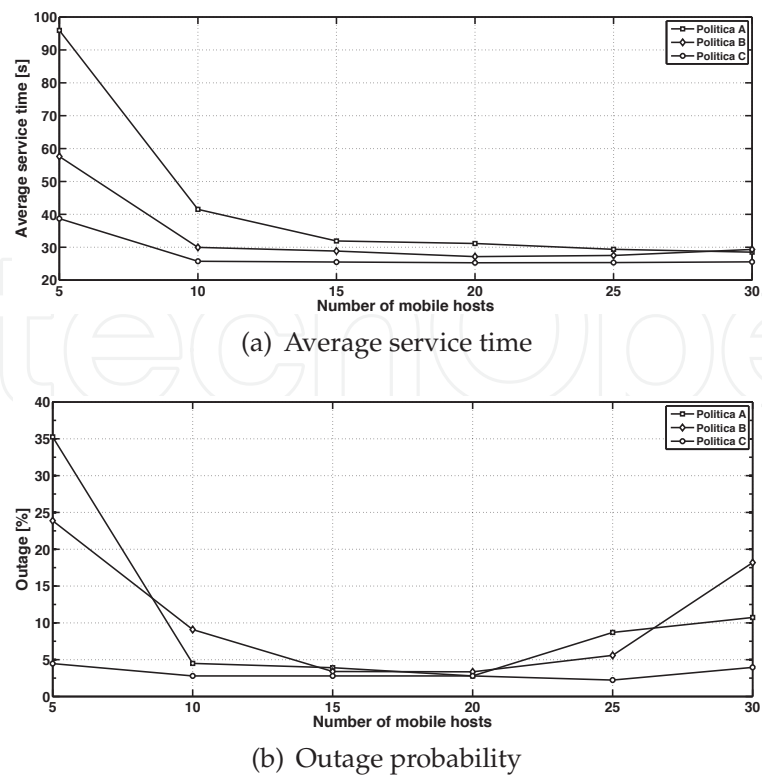 100
90
80
70
60
50
40
30
20
Average service time [s]
Politica A
Politica B
Politica C
5 10 15 20 25 30
Number of mobile hosts
(a) Average service time
40
35
30
25
20
15
10
5
0
Outage [%]
Politica A
Politica B
Politica C
5 10 15 20 25 30
Number of mobile hosts
(b) Outage probability